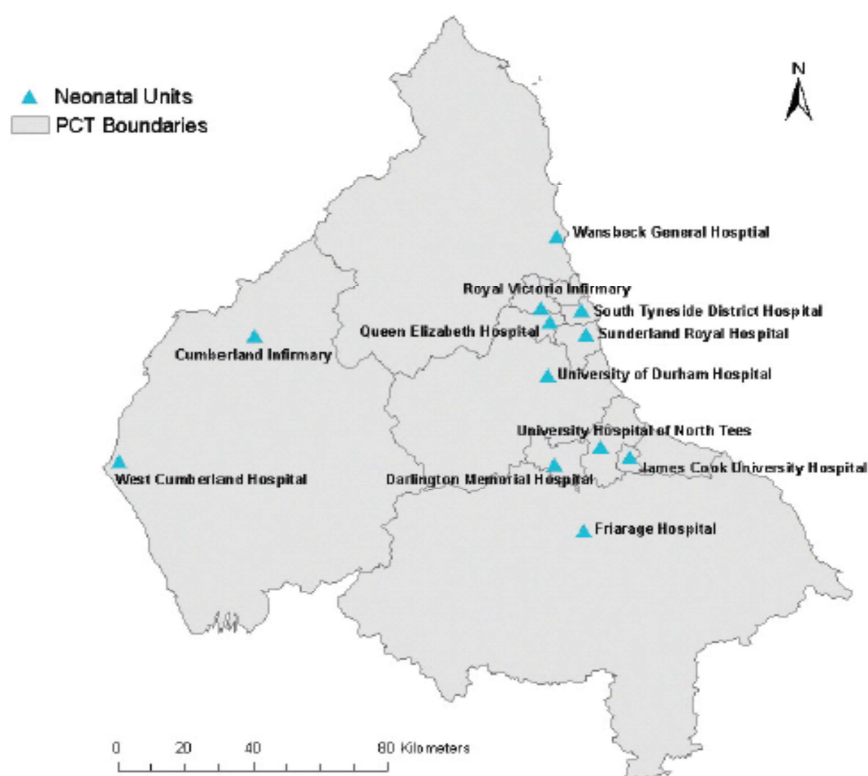 N
Neonatal Units
PCT Boundaries
Wansbeck General Hosptial
Royal Victoria Infirmary
South Tyneside District Hospital
Queen Elizabeth Hospital
Sunderland Royal Hospital
Cumberland Infirmary
University of Durham Hospital
University Hospital of North Tees
James Cook University Hospital
West Cumberland Hospital
Darlington Memorial Hospital
Friarage Hospital
0 20 40 80 Kilometers